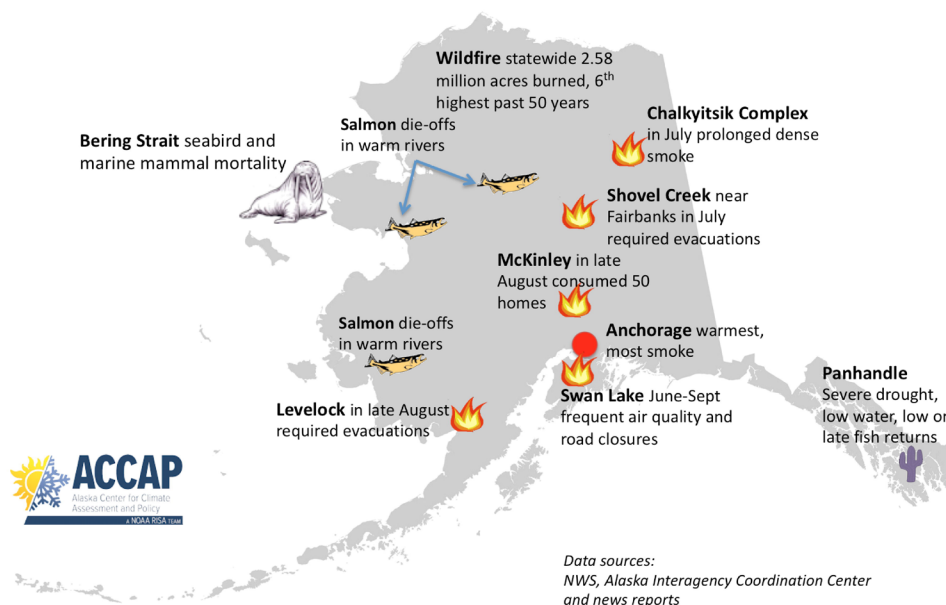 Wildfire statewide 2.58
million acres burned, 6th
highest past 50 years
Salmon die-offs
in warm rivers
Bering Strait seabird and
marine mammal mortality
Chalkyitsik Complex
in July prolonged dense
smoke
Shovel Creek near
Fairbanks in July
required evacuations
McKinley in late
August consumed 50
homes
Salmon die-offs
in warm rivers
Anchorage warmest,
most smoke
Swan Lake June-Sept
frequent air quality and
road closures
Panhandle
Severe drought,
low water, low or
late fish returns
Levelock in late August
required evacuations
ACCAP
Alaska Center for Climate
Assessment and Policy
A NOAA RISA TEAM
Data sources:
NWS, Alaska Interagency Coordination Center
and news reports